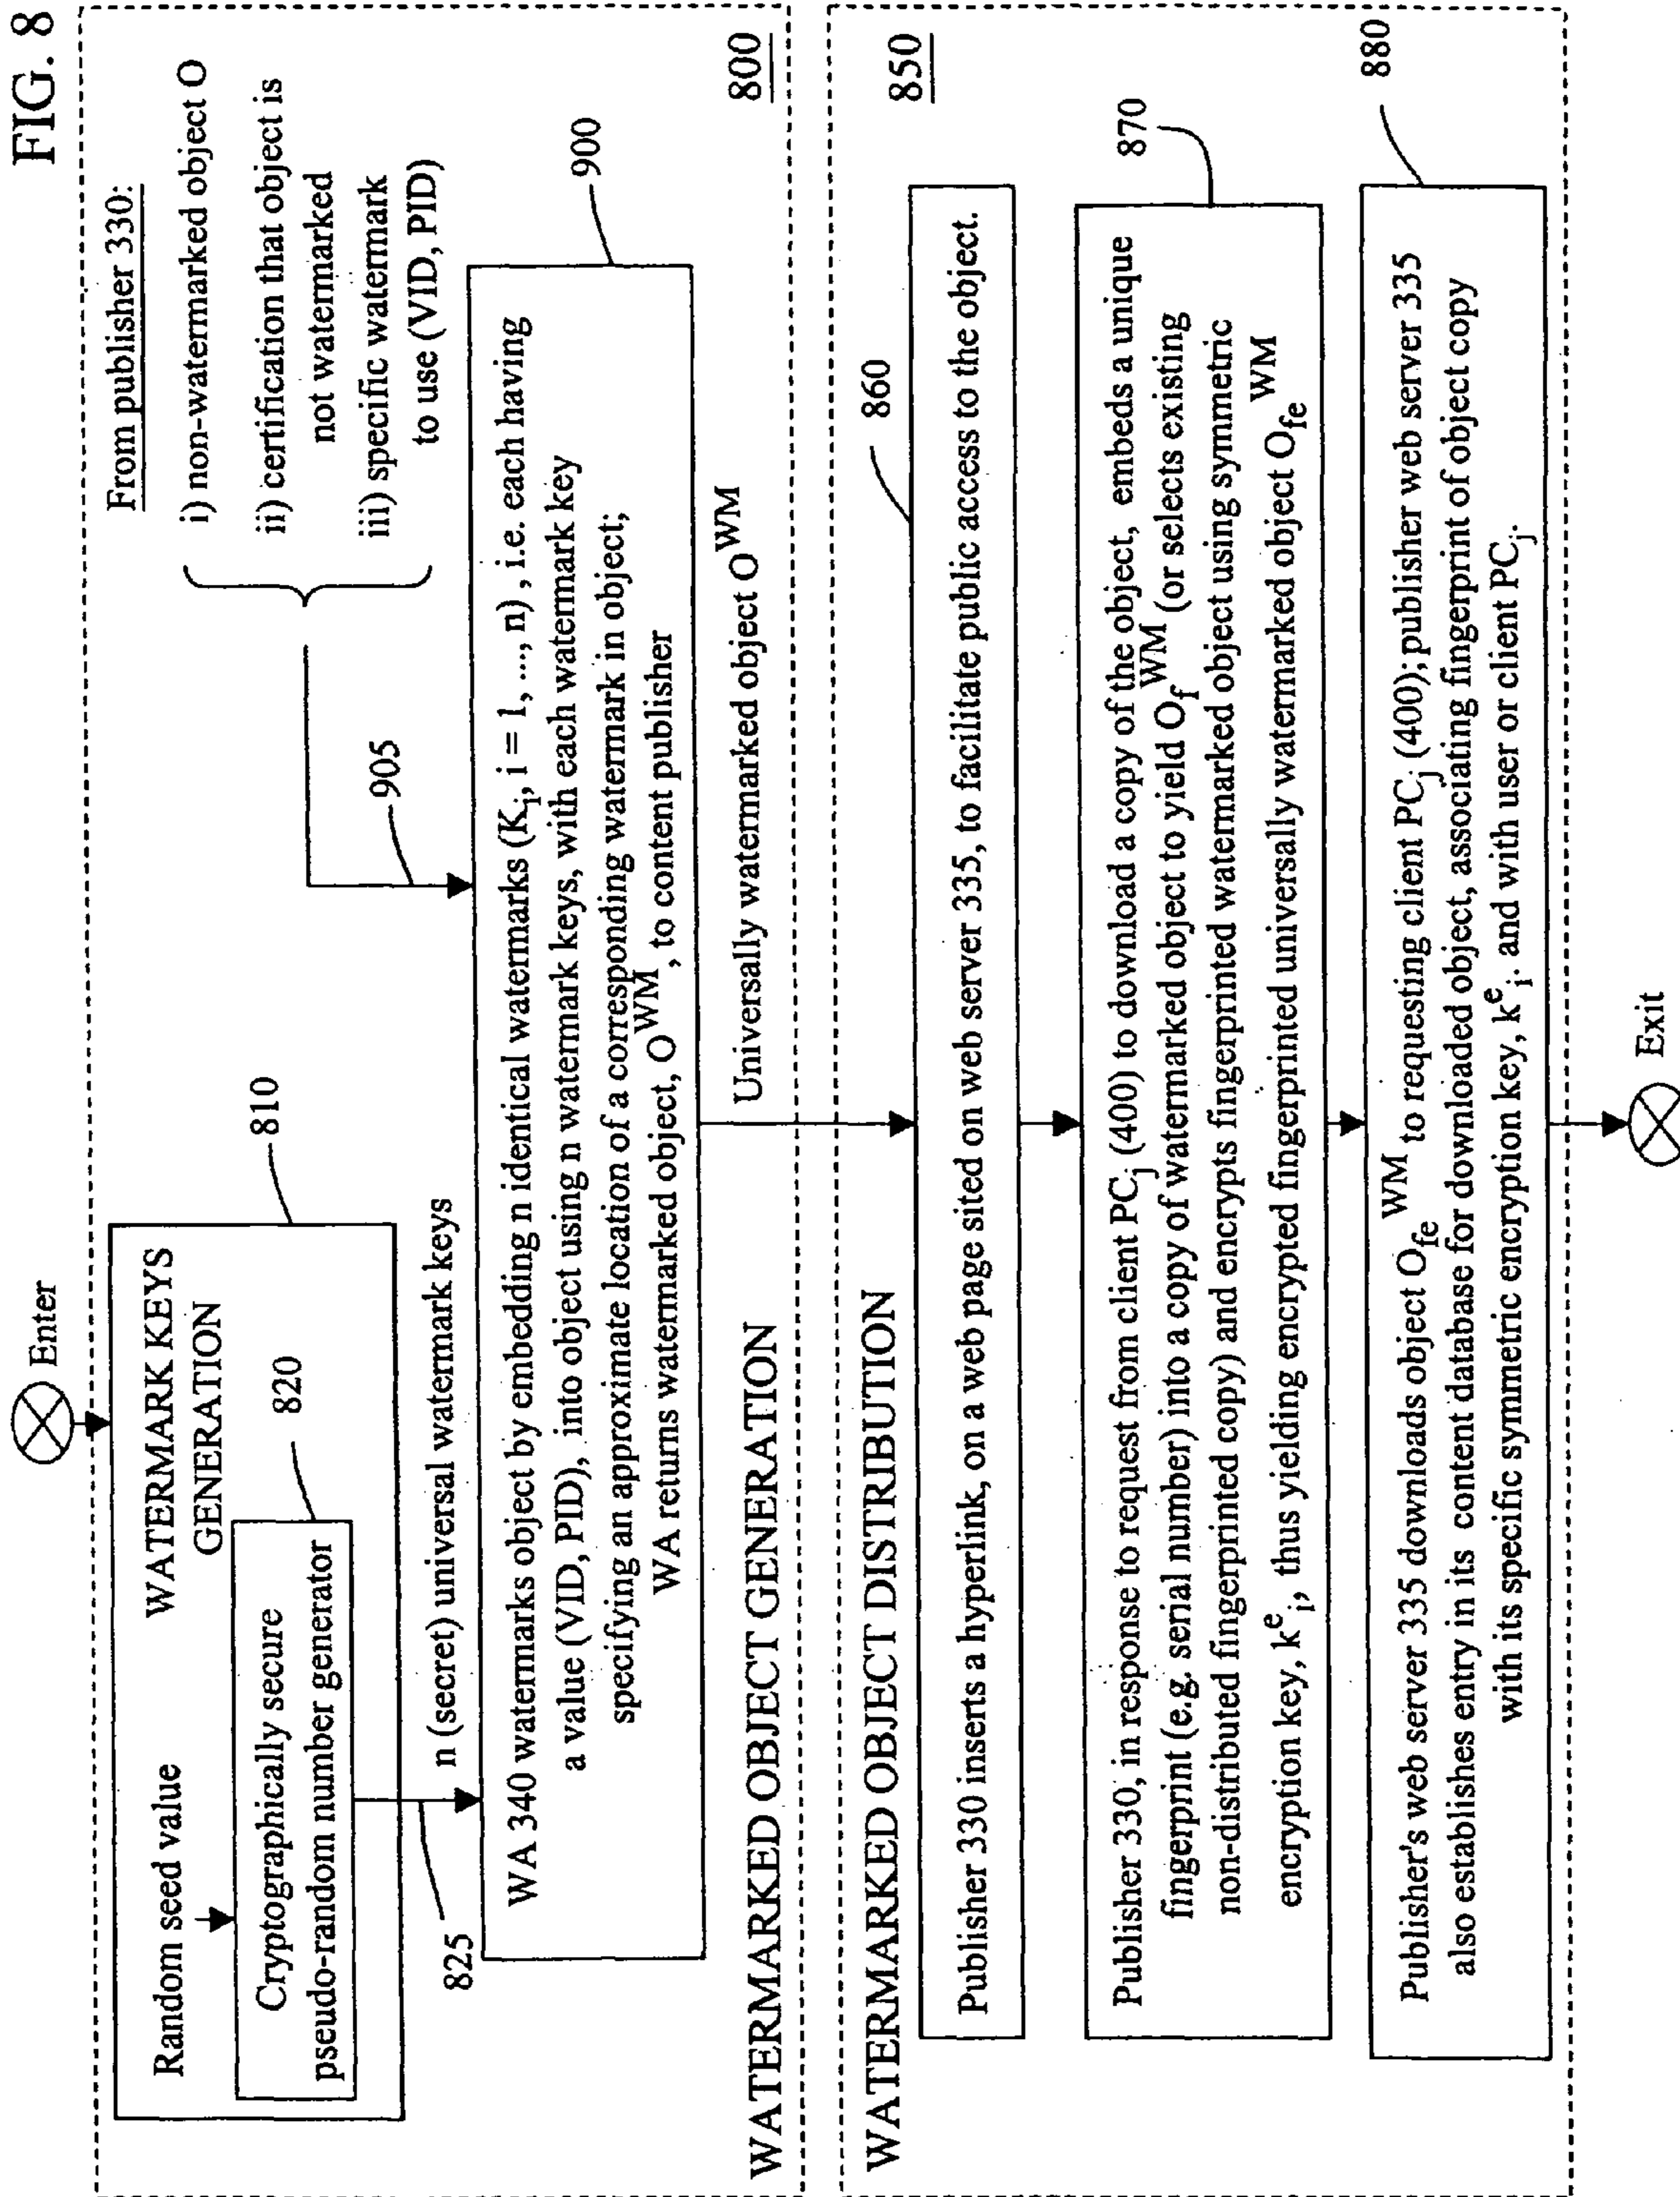 FIG. 8
Enter
WATERMARK KEYS
GENERATION
810
820
Random seed value
Cryptographically secure
pseudo-random number generator
825
n (secret) universal watermark keys
From publisher 330:
i) non-watermarked object O
ii) certification that object is
not watermarked
iii) specific watermark
to use (VID, PID)
905
900
WA 340 watermarks object by embedding n identical watermarks (K_i, i = 1, ..., n) , i.e. each having
a value (VID, PID), into object using n watermark keys, with each watermark key
specifying an approximate location of a corresponding watermark in object;
WA returns watermarked object, O^WM, to content publisher
WATERMARKED OBJECT GENERATION
800
Universally watermarked object O^WM
WATERMARKED OBJECT DISTRIBUTION
850
860
Publisher 330 inserts a hyperlink, on a web page sited on web server 335, to facilitate public access to the object.
870
Publisher 330, in response to request from client PC_j (400) to download a copy of the object, embeds a unique
fingerprint (e.g. serial number) into a copy of watermarked object to yield O_f^WM (or selects existing
non-distributed fingerprinted copy) and encrypts fingerprinted watermarked object using symmetric
encryption key, k^e_i, thus yielding encrypted fingerprinted universally watermarked object O_fe^WM
880
Publisher's web server 335 downloads object O_fe^WM to requesting client PC_j (400); publisher web server 335
also establishes entry in its content database for downloaded object, associating fingerprint of object copy
with its specific symmetric encryption key, k^e_i. and with user or client PC_j.
Exit